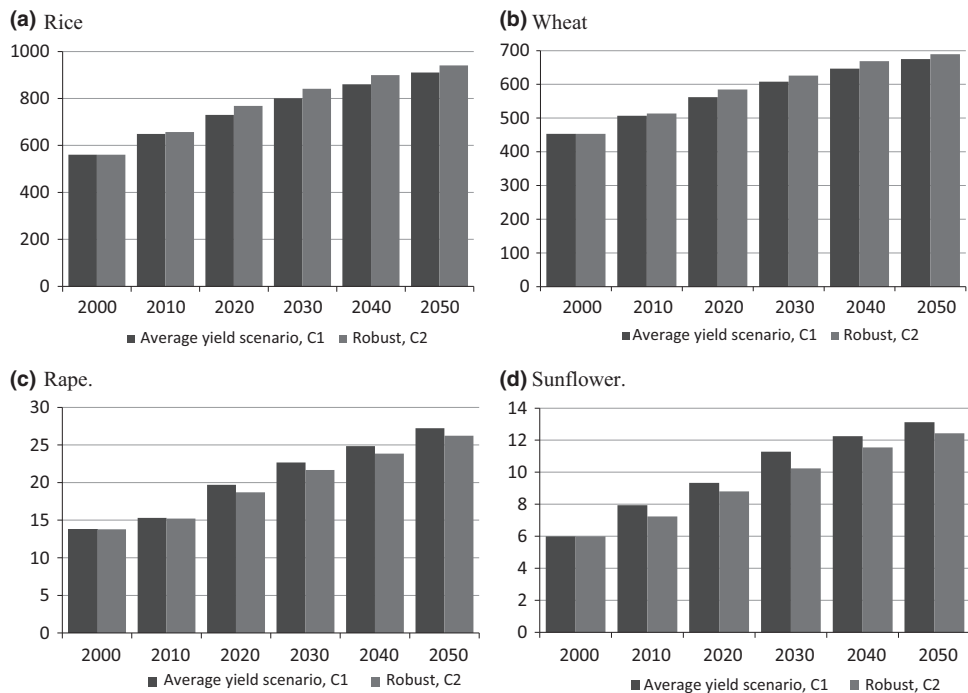 (a) Rice
1000
800
600
400
200
0
2000 2010 2020 2030 2040 2050
Average yield scenario, C1 Robust, C2
(b) Wheat
700
600
500
400
300
200
100
0
2000 2010 2020 2030 2040 2050
Average yield scenario, C1 Robust, C2
(c) Rape.
30
25
20
15
10
5
0
2000 2010 2020 2030 2040 2050
Average yield scenario, C1 Robust, C2
(d) Sunflower.
14
12
10
8
6
4
2
0
2000 2010 2020 2030 2040 2050
Average yield scenario, C1 Robust, C2